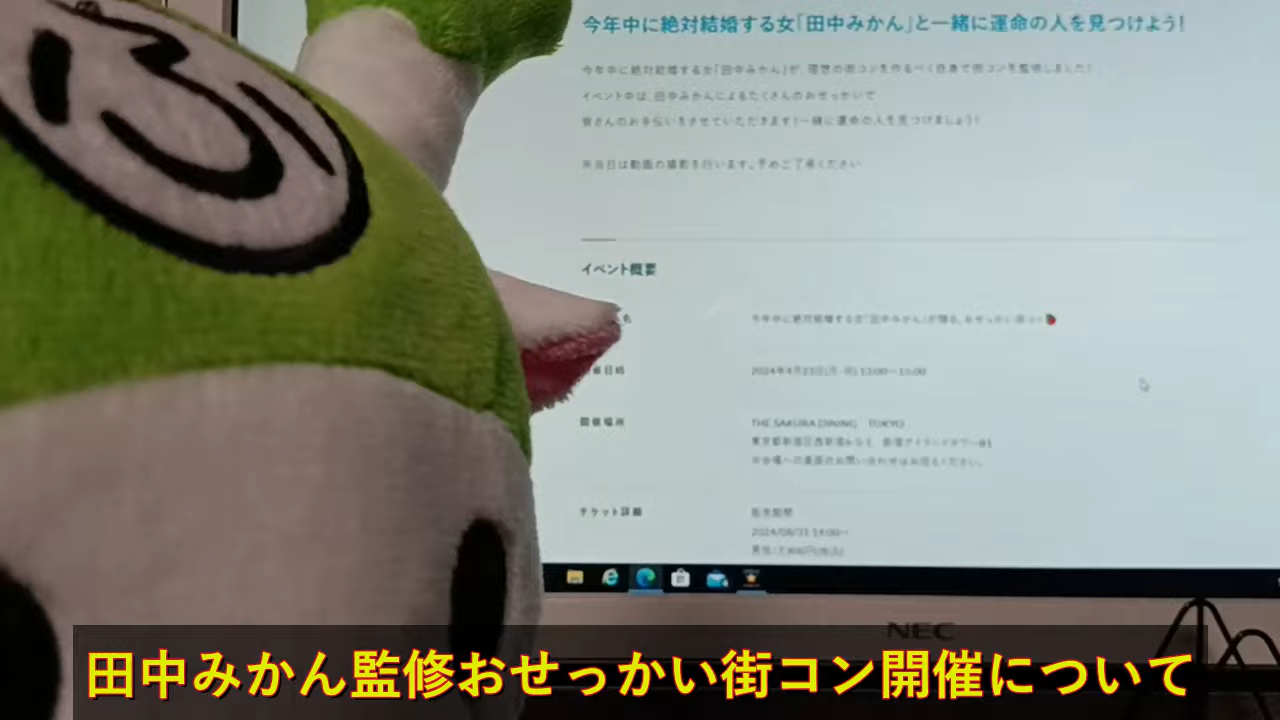 今年中に絶対結婚する女「田中みかん」と一緒に運命の人を見つけよう!
今年中に絶対結婚する女「田中みかん」が、理想の街コンを作るべく自身で街コンを監修しました!
イベント中は、田中みかんによるたくさんのおせっかいで
皆さんのお手伝いをさせていただきます!一緒に運命の人を見つけましょう!
※当日は動画の撮影を行います。予めご了承ください
イベント概要
名
今年中に絶対結婚する女「田中みかん」が贈る、おせっかい街コン
開催日時
開催場所
THE SAKURA DINING TOKYO
チケット詳細
販売期間
NEC
田中みかん監修おせっかい街コン開催について